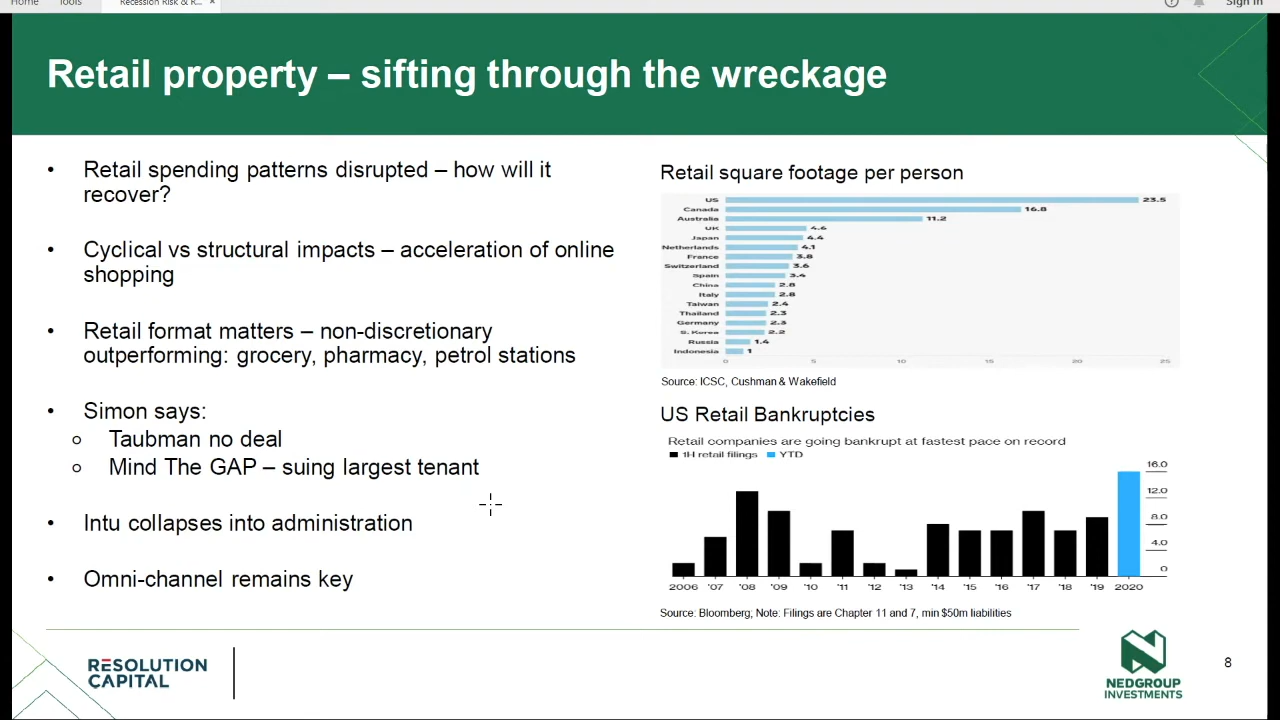 Home Tools Recession Risk & R... × Sign In
Retail property – sifting through the wreckage
• Retail spending patterns disrupted – how will it
recover?
• Cyclical vs structural impacts – acceleration of online
shopping
• Retail format matters – non-discretionary
outperforming: grocery, pharmacy, petrol stations
• Simon says:
o Taubman no deal
o Mind The GAP – suing largest tenant
• Intu collapses into administration
• Omni-channel remains key
Retail square footage per person
US 23.5
Canada 16.8
Australia 11.2
UK 4.6
Japan 4.4
Netherlands 4.1
France 3.8
Switzerland 3.6
Spain 3.4
China 2.8
Italy 2.8
Taiwan 2.4
Thailand 2.3
Germany 2.3
S. Korea 2.2
Russia 1.4
Indonesia 1
0 5 10 15 20 25
Source: ICSC, Cushman & Wakefield
US Retail Bankruptcies
Retail companies are going bankrupt at fastest pace on record
1H retail filings YTD
16.0
12.0
8.0
4.0
0
2006 '07 '08 '09 '10 '11 '12 '13 '14 '15 '16 '17 '18 '19 2020
Source: Bloomberg; Note: Filings are Chapter 11 and 7, min $50m liabilities
RESOLUTION
CAPITAL
NEDGROUP
INVESTMENTS
8